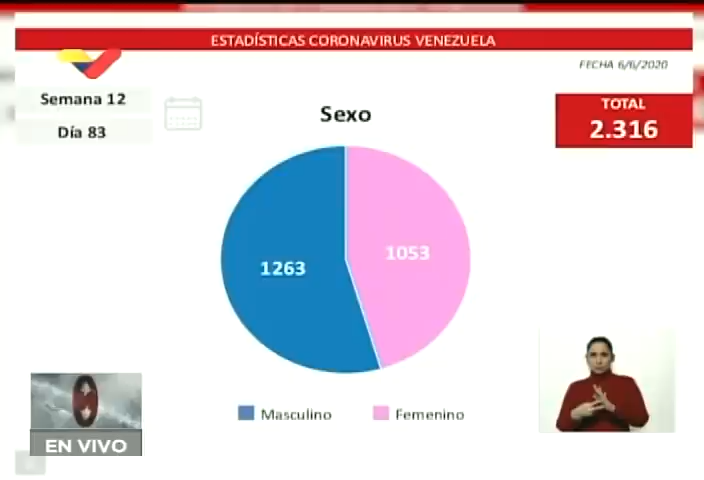 ESTADÍSTICAS CORONAVIRUS VENEZUELA
FECHA 6/6/2020
Semana 12
Día 83
Sexo
TOTAL
2.316
1263
1053
Masculino
Femenino
EN VIVO